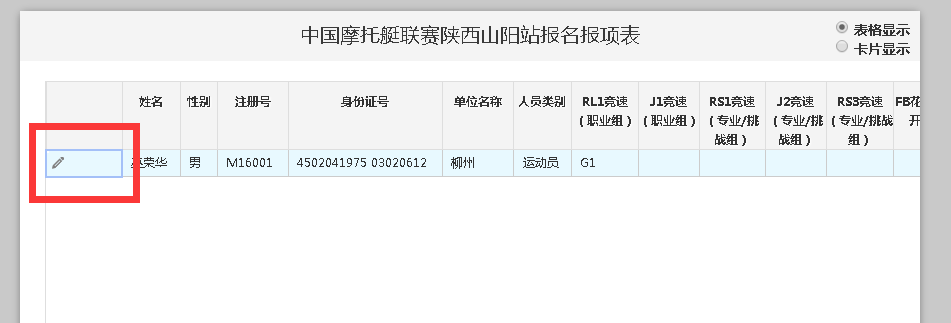 中国摩托艇联赛陕西山阳站报名报项表
表格显示
卡片显示
姓名 性别 注册号 身份证号 单位名称 人员类别 RL1竞速（职业组） J1竞速（职业组） RS1竞速（专业/挑战组） J2竞速（专业/挑战组） RS3竞速（专业/挑战组） FB花 开
荣华 男 M16001 4502041975 03020612 柳州 运动员 G1